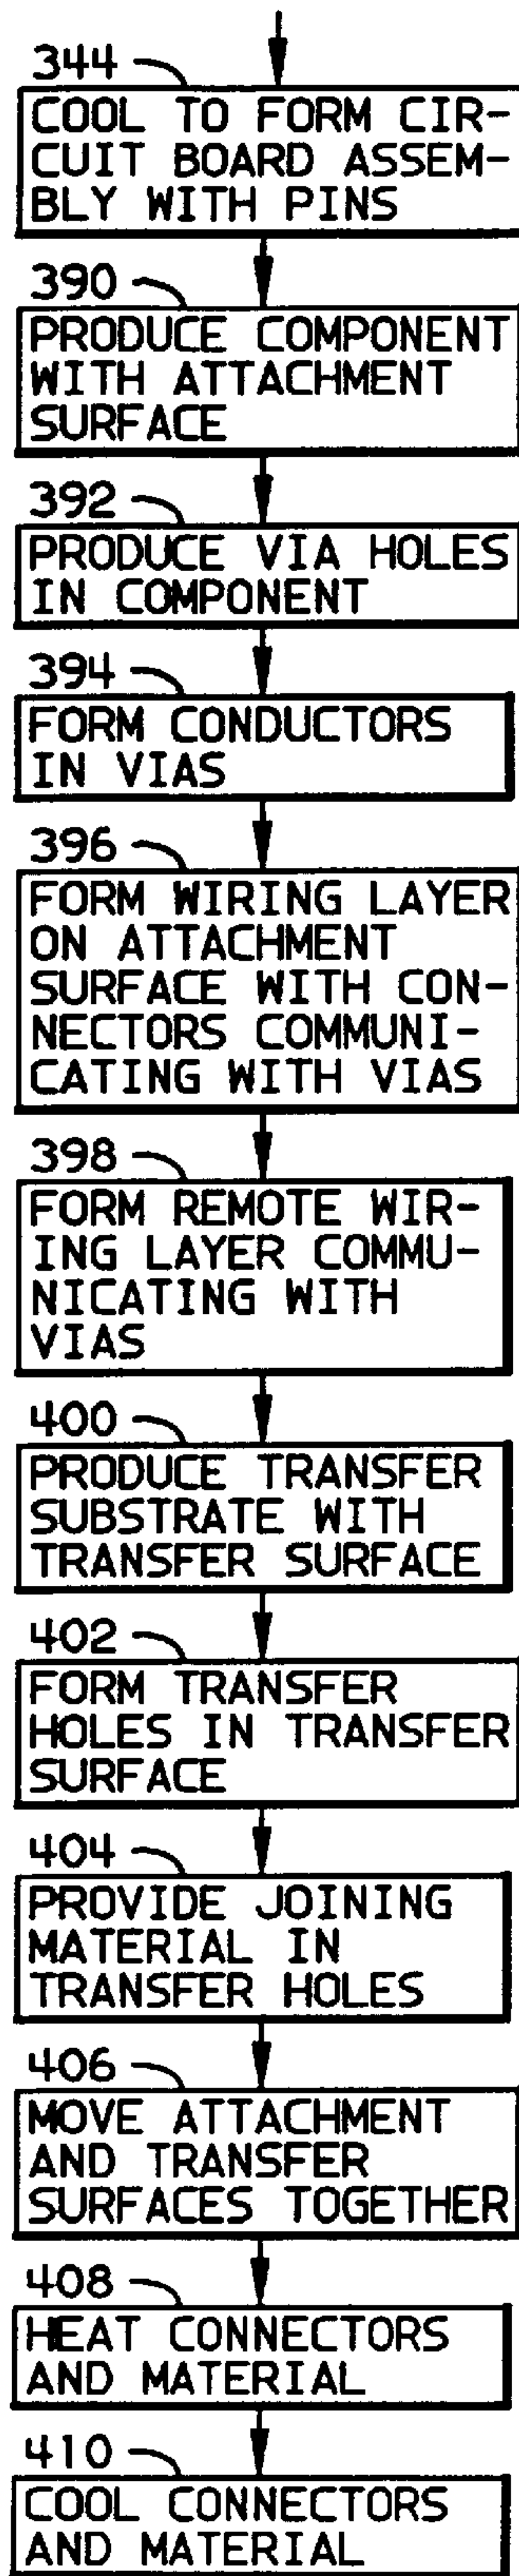 344
COOL TO FORM CIR-
CUIT BOARD ASSEM-
BLY WITH PINS
390
PRODUCE COMPONENT
WITH ATTACHMENT
SURFACE
392
PRODUCE VIA HOLES
IN COMPONENT
394
FORM CONDUCTORS
IN VIAS
396
FORM WIRING LAYER
ON ATTACHMENT
SURFACE WITH CON-
NECTORS COMMUNI-
CATING WITH VIAS
398
FORM REMOTE WIR-
ING LAYER COMMU-
NICATING WITH
VIAS
400
PRODUCE TRANSFER
SUBSTRATE WITH
TRANSFER SURFACE
402
FORM TRANSFER
HOLES IN TRANSFER
SURFACE
404
PROVIDE JOINING
MATERIAL IN
TRANSFER HOLES
406
MOVE ATTACHMENT
AND TRANSFER
SURFACES TOGETHER
408
HEAT CONNECTORS
AND MATERIAL
410
COOL CONNECTORS
AND MATERIAL